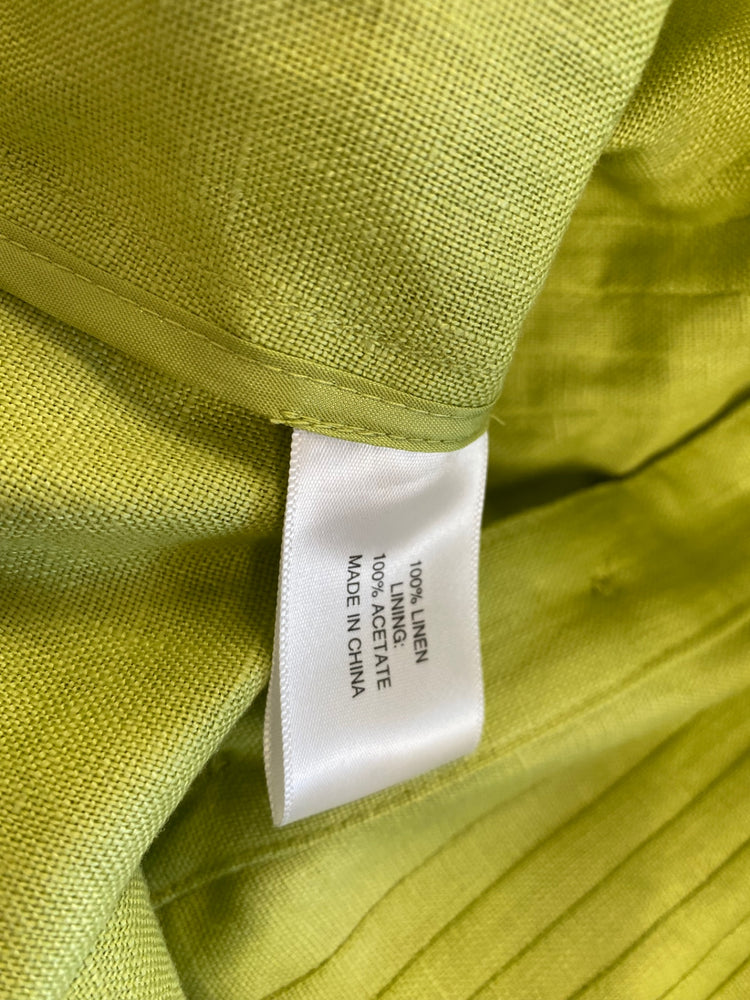 100% LINEN
LINING:
100% ACETATE
MADE IN CHINA